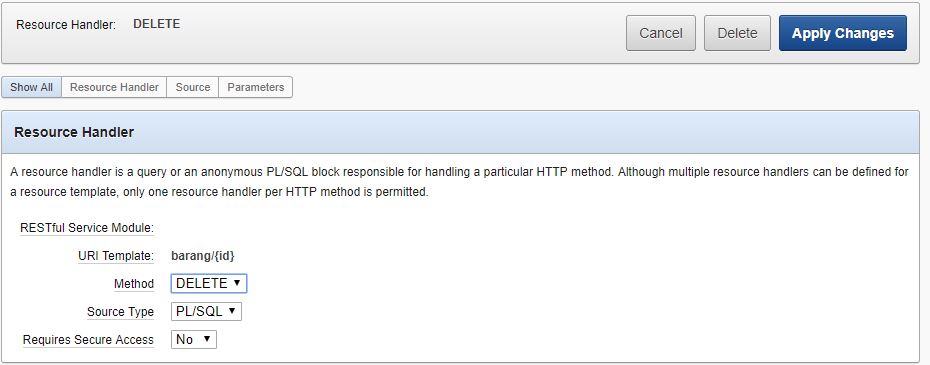 Resource Handler: DELETE
Cancel Delete Apply Changes
Show All Resource Handler Source Parameters
Resource Handler
A resource handler is a query or an anonymous PL/SQL block responsible for handling a particular HTTP method. Although multiple resource handlers can be defined for
a resource template, only one resource handler per HTTP method is permitted.
RESTful Service Module:
URI Template: barang/{id}
Method DELETE
Source Type PL/SQL
Requires Secure Access No